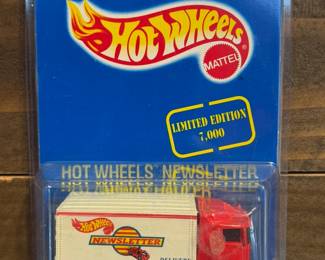 Hot Wheels
MATTEL
LIMITED EDITION
7,000
HOT WHEELS NEWSLETTER
Hot Wheels
NEWSLETTER